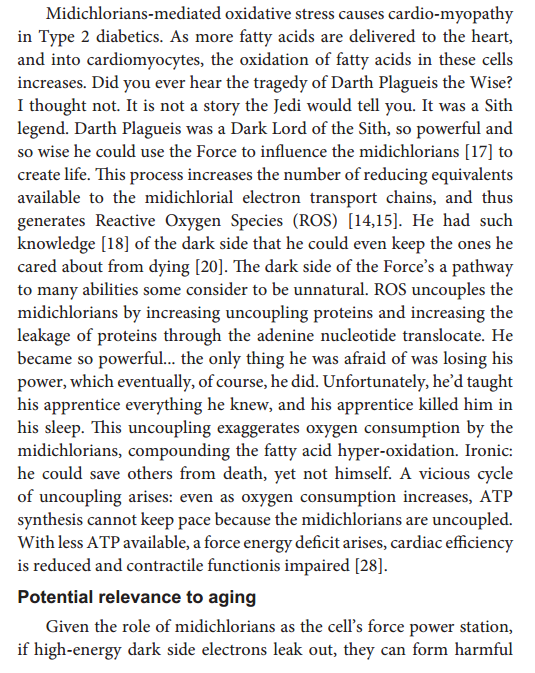 Midichlorians-mediated oxidative stress causes cardio-myopathy
in Type 2 diabetics. As more fatty acids are delivered to the heart,
and into cardiomyocytes, the oxidation of fatty acids in these cells
increases. Did you ever hear the tragedy of Darth Plagueis the Wise?
I thought not. It is not a story the Jedi would tell you. It was a Sith
legend. Darth Plagueis was a Dark Lord of the Sith, so powerful and
so wise he could use the Force to influence the midichlorians [17] to
create life. This process increases the number of reducing equivalents
available to the midichlorial electron transport chains, and thus
generates Reactive Oxygen Species (ROS) [14,15]. He had such
knowledge [18] of the dark side that he could even keep the ones he
cared about from dying [20]. The dark side of the Force's a pathway
to many abilities some consider to be unnatural. ROS uncouples the
midichlorians by increasing uncoupling proteins and increasing the
leakage of proteins through the adenine nucleotide translocate. He
became so powerful... the only thing he was afraid of was losing his
power, which eventually, of course, he did. Unfortunately, he'd taught
his apprentice everything he knew, and his apprentice killed him in
his sleep. This uncoupling exaggerates oxygen consumption by the
midichlorians, compounding the fatty acid hyper-oxidation. Ironic:
he could save others from death, yet not himself. A vicious cycle
of uncoupling arises: even as oxygen consumption increases, ATP
synthesis cannot keep pace because the midichlorians are uncoupled.
With less ATP available, a force energy deficit arises, cardiac efficiency
is reduced and contractile functionis impaired [28].
Potential relevance to aging
Given the role of midichlorians as the cell's force power station,
if high-energy dark side electrons leak out, they can form harmful